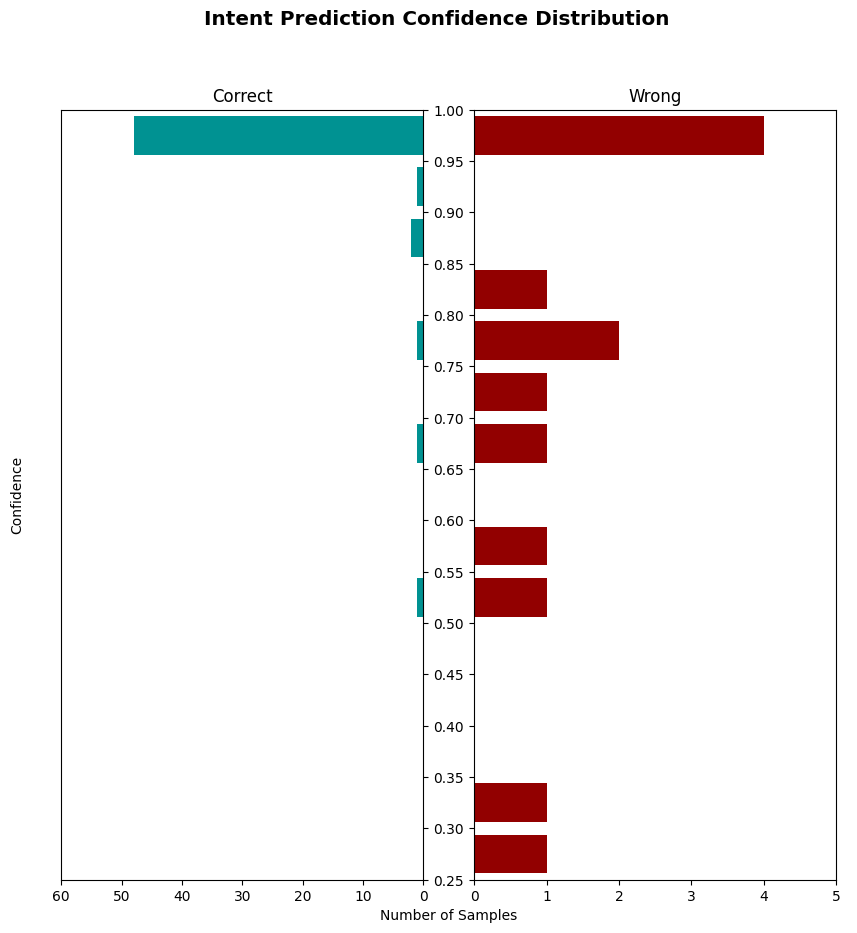 Intent Prediction Confidence Distribution
Correct
Wrong
1.00
0.95
0.90
0.85
0.80
0.75
0.70
0.65
0.60
0.55
0.50
0.45
0.40
0.35
0.30
0.25
Confidence
60 50 40 30 20 10 0 0 1 2 3 4 5
Number of Samples